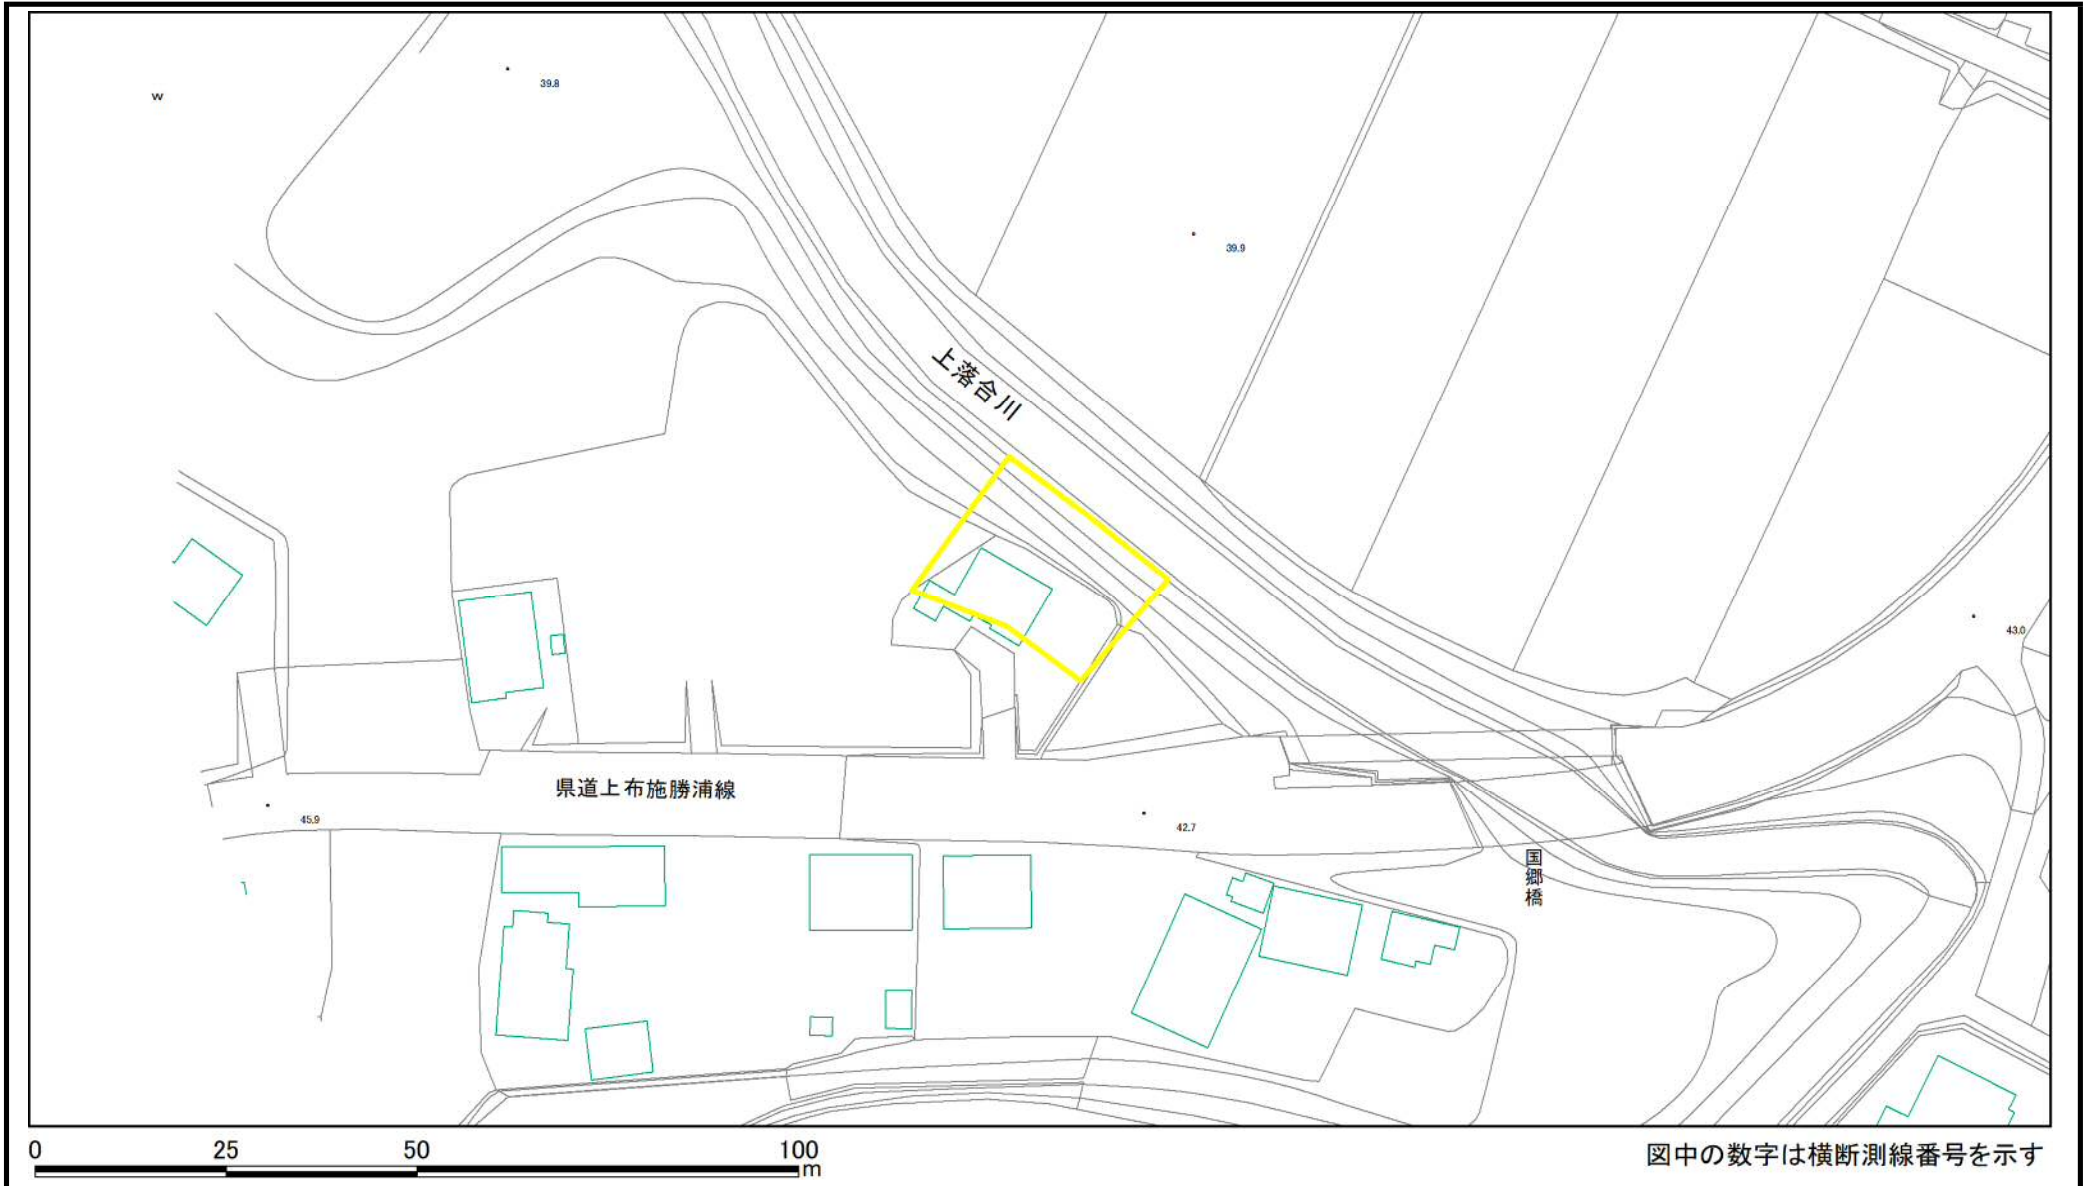 39.8
w
39.9
上落合川
43.0
県道上布施勝浦線
45.9
42.7
国郷橋
0 25 50 100
m
図中の数字は横断測線番号を示す